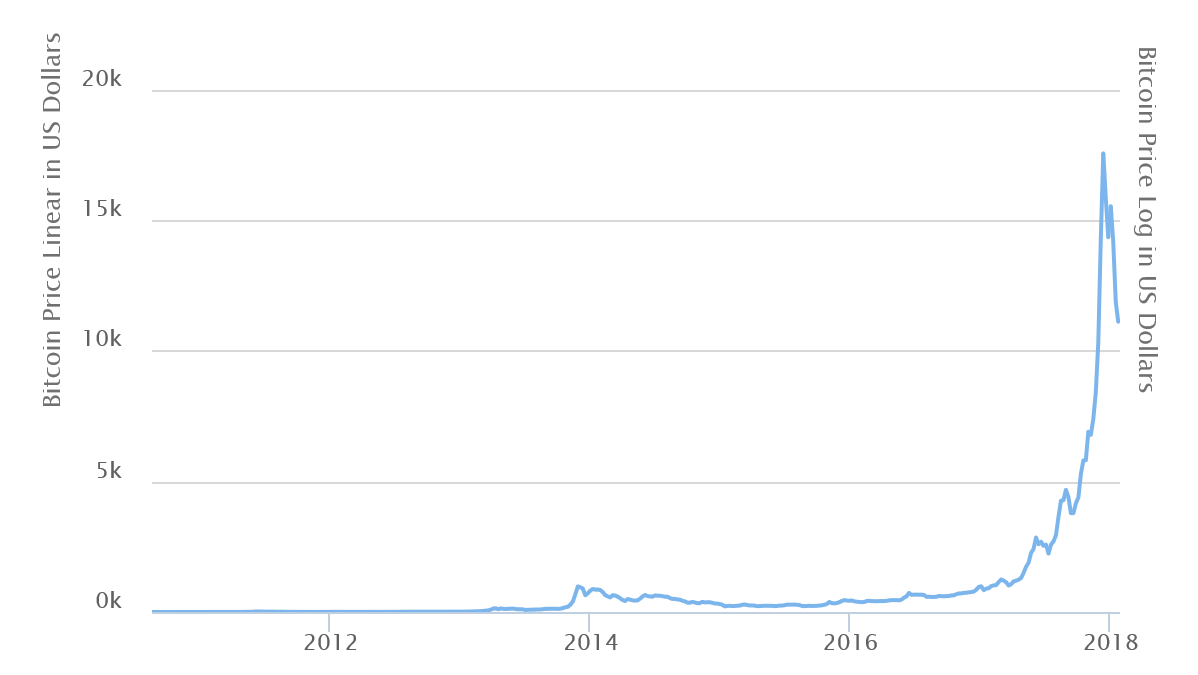 Bitcoin Price Linear in US Dollars
20k
15k
10k
5k
0k
2012
2014
2016
2018
Bitcoin Price Log in US Dollars